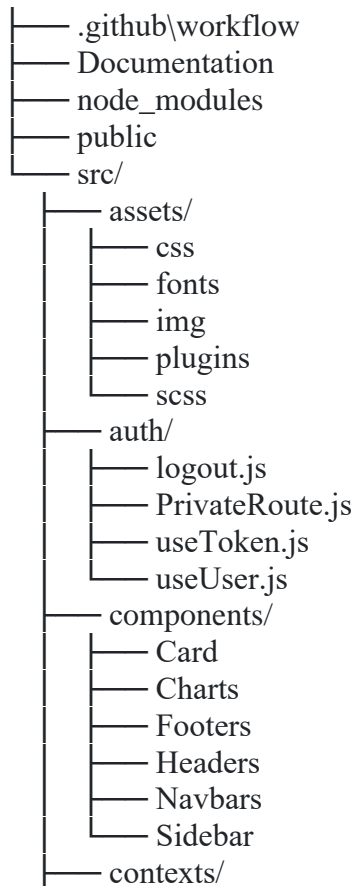 .github\workflow
Documentation
node_modules
public
src/
assets/
css
fonts
img
plugins
scss
auth/
logout.js
PrivateRoute.js
useToken.js
useUser.js
components/
Card
Charts
Footers
Headers
Navbars
Sidebar
contexts/